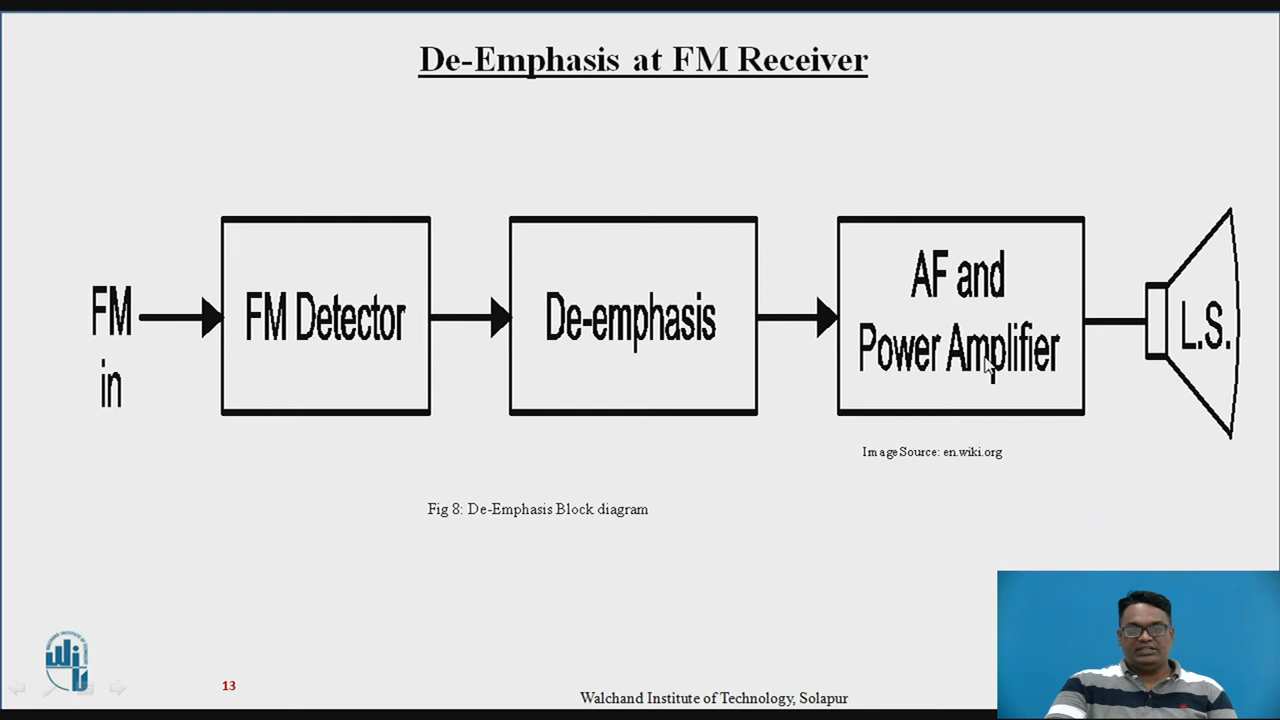 De-Emphasis at FM Receiver
FM
in
FM Detector
De-emphasis
AF and
Power Amplifier
L.S.
Image Source: en.wiki.org
Fig 8: De-Emphasis Block diagram
WIT
13
Walchand Institute of Technology, Solapur